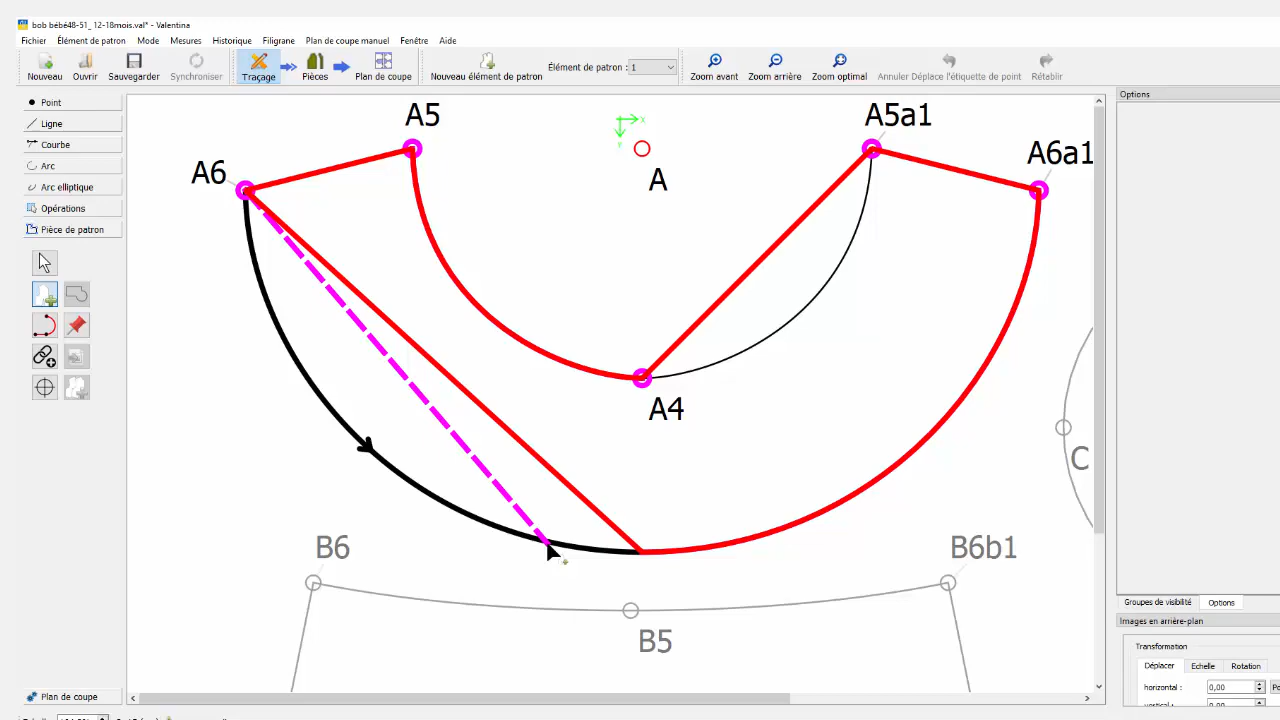 bob bébé48-51_ 12-18mois.val* - Valentina
Fichier Élément de patron Mode Mesures Historique Filigrane Plan de coupe manuel Fenêtre Aide
Nouveau Ouvrir Sauvegarder Synchroniser Traçage Pièces Plan de coupe Nouveau élément de patron Élément de patron : 1 Zoom avant Zoom arrière Zoom optimal Annuler Déplace l'étiquette de point Rétablir
Point
Ligne
Courbe
Arc
Arc elliptique
Opérations
Pièce de patron
Plan de coupe
A5
A5a1
A6
A6a1
X
Y
A
A4
C
B6
B6b1
B5
Options
Groupes de visibilité Options
Images en arrière-plan
Transformation
Déplacer Echelle Rotation
horizontal : 0,00